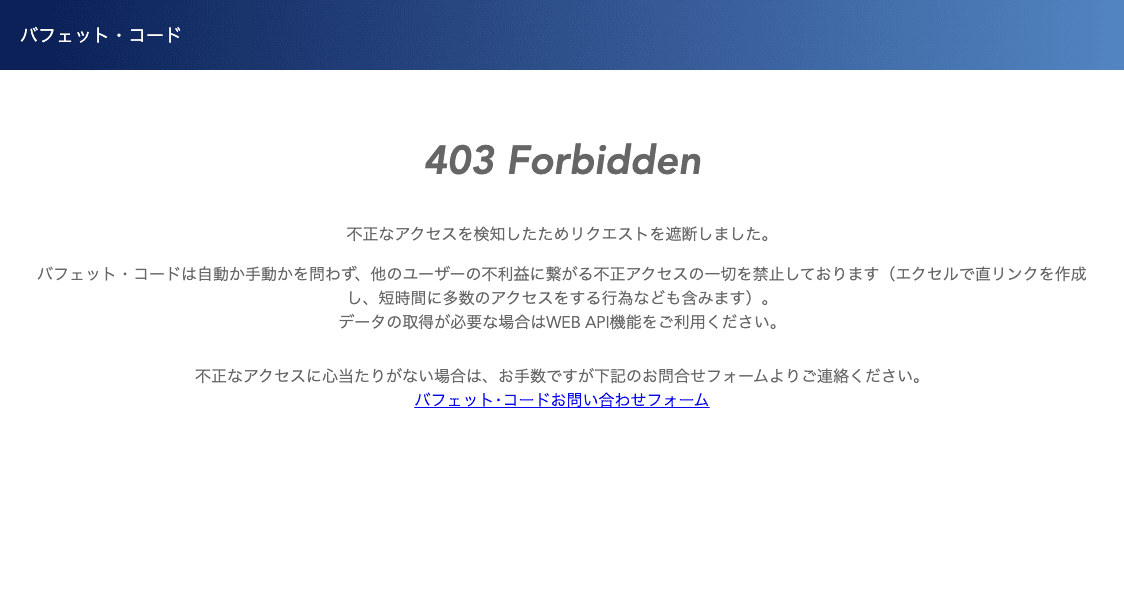 バフェット・コード
403 Forbidden
不正なアクセスを検知したためリクエストを遮断しました。
バフェット・コードは自動か手動かを問わず、他のユーザーの不利益に繋がる不正アクセスの一切を禁止しております（エクセルで直リンクを作成
し、短時間に多数のアクセスをする行為なども含みます）。
データの取得が必要な場合はWEB API機能をご利用ください。
不正なアクセスに心当たりがない場合は、お手数ですが下記のお問合せフォームよりご連絡ください。
バフェット･コードお問い合わせフォーム